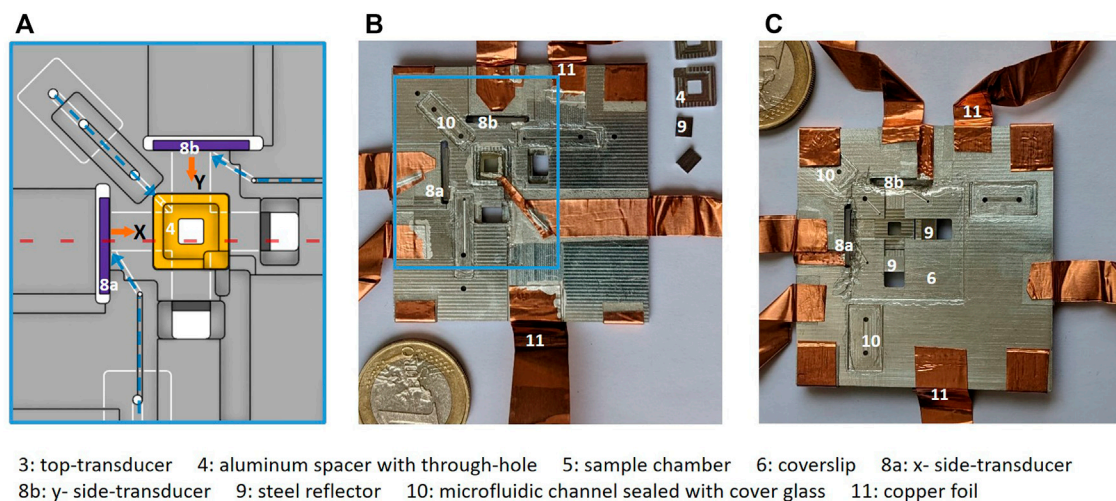 A
B
C
8b
Y
4
X
8a
11
4
10
8b
9
8a
11
11
10
8b
9
8a
9
6
10
11
3: top-transducer 4: aluminum spacer with through-hole 5: sample chamber 6: coverslip 8a: x- side-transducer
8b: y- side-transducer 9: steel reflector 10: microfluidic channel sealed with cover glass 11: copper foil